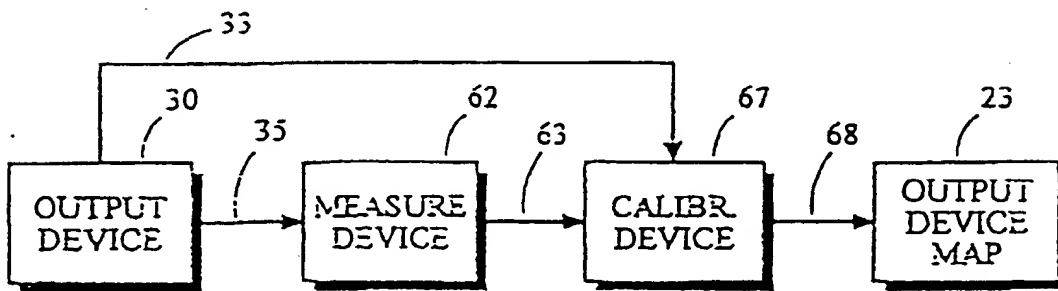 33
30
35
62
63
67
68
23
OUTPUT
DEVICE
MEASURE
DEVICE
CALIBR.
DEVICE
OUTPUT
DEVICE
MAP